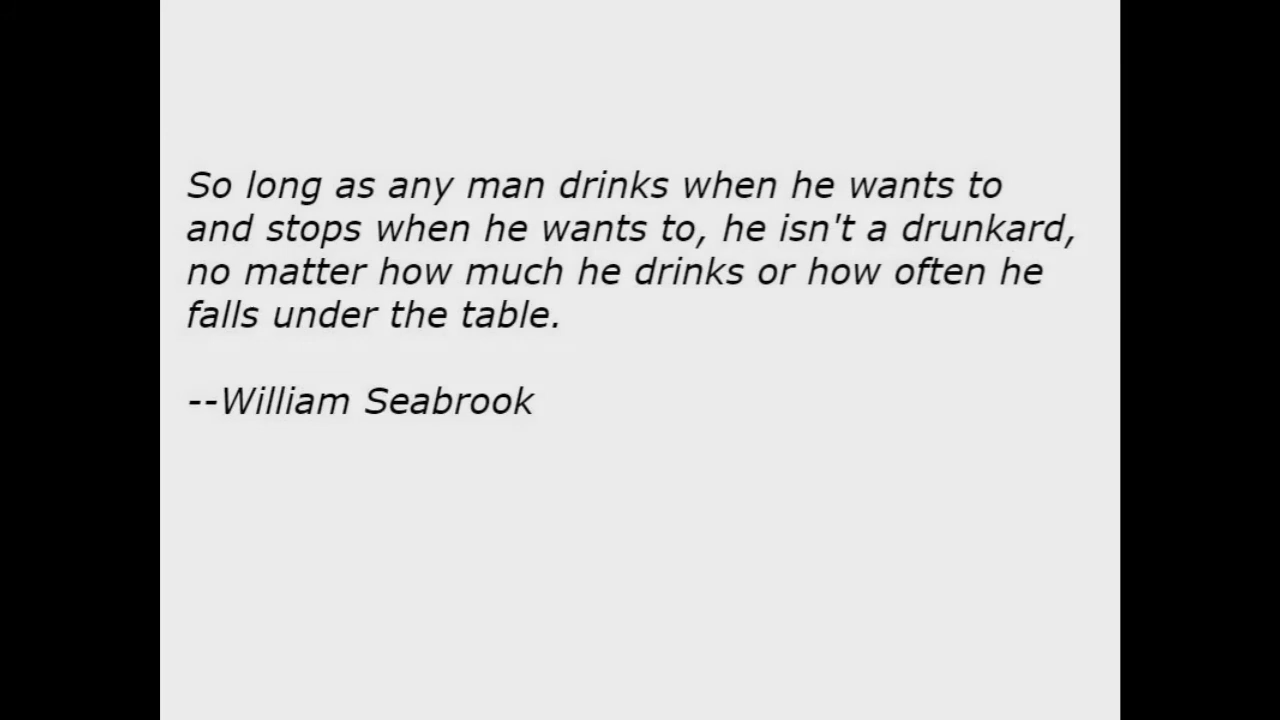 So long as any man drinks when he wants to
and stops when he wants to, he isn't a drunkard,
no matter how much he drinks or how often he
falls under the table.
--William Seabrook